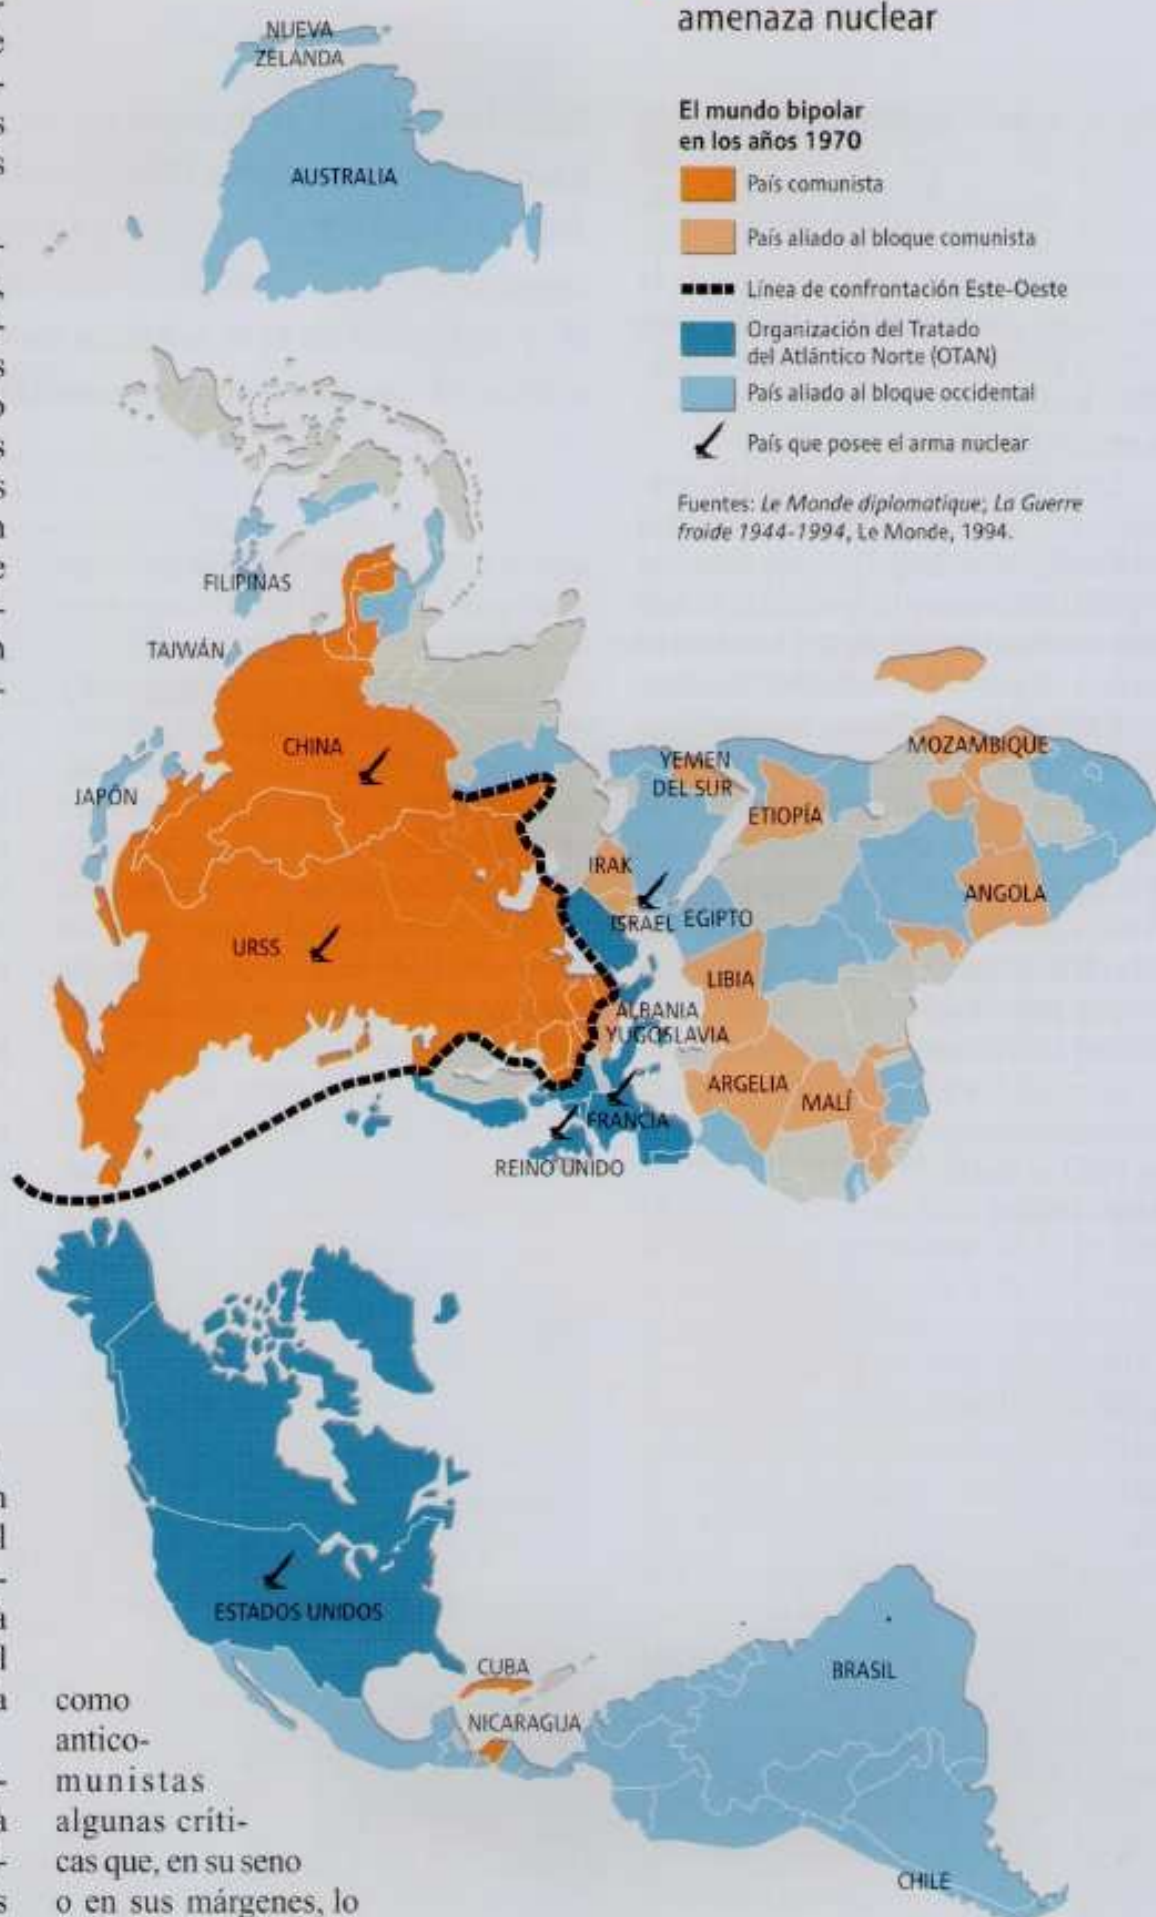 amenaza nuclear
El mundo bipolar
en los años 1970
País comunista
País aliado al bloque comunista
Línea de confrontación Este-Oeste
Organización del Tratado
del Atlántico Norte (OTAN)
País aliado al bloque occidental
País que posee el arma nuclear
Fuentes: Le Monde diplomatique; La Guerre
froide 1944-1994, Le Monde, 1994.
NUEVA
ZELANDA
AUSTRALIA
FILIPINAS
TAIWÁN
CHINA
JAPÓN
YEMEN
DEL SUR
MOZAMBIQUE
ETIOPÍA
IRAK
ANGOLA
ISRAEL
EGIPTO
URSS
LIBIA
ALBANIA
YUGOSLAVIA
ARGELIA
MALÍ
FRANCIA
REINO UNIDO
ESTADOS UNIDOS
CUBA
NICARAGUA
BRASIL
CHILE
como
antico-
munistas
algunas críti-
cas que, en su seno
o en sus márgenes, lo